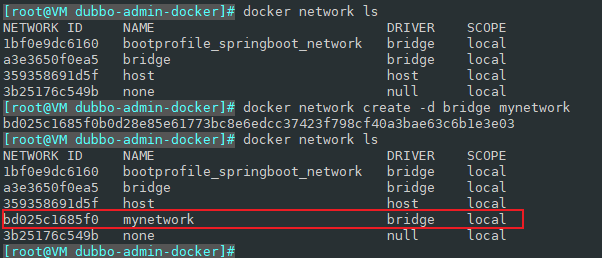 [root@VM dubbo-admin-docker]# docker network ls
NETWORK ID NAME DRIVER SCOPE
1bf0e9dc6160 bootprofile_springboot_network bridge local
a3e3650f0ea5 bridge bridge local
359358691d5f host host local
3b25176c549b none null local
[root@VM dubbo-admin-docker]# docker network create -d bridge mynetwork
bd025c1685f0b0d28e85e61773bc8e6edcc37423f798cf40a3bae63c6b1e3e03
[root@VM dubbo-admin-docker]# docker network ls
NETWORK ID NAME DRIVER SCOPE
1bf0e9dc6160 bootprofile_springboot_network bridge local
a3e3650f0ea5 bridge bridge local
359358691d5f host host local
bd025c1685f0 mynetwork bridge local
3b25176c549b none null local
[root@VM dubbo-admin-docker]#